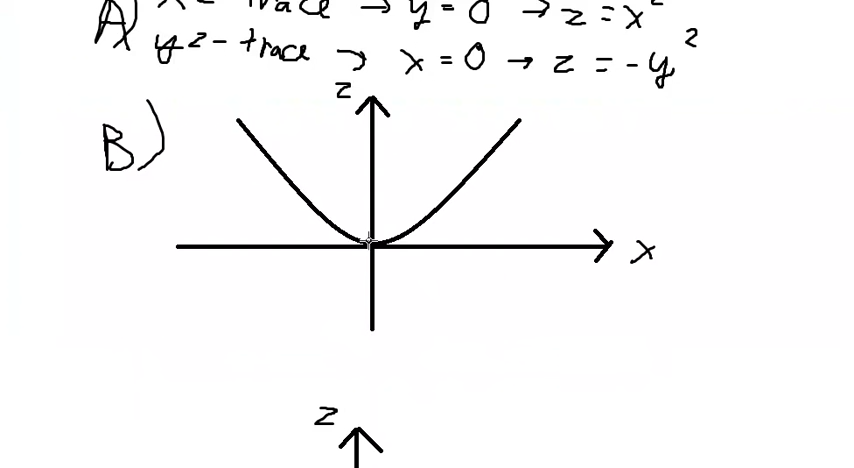 A) xz - trace → y = 0 → z = x²
yz - trace → x = 0 → z = -y²
z
B)
x
z